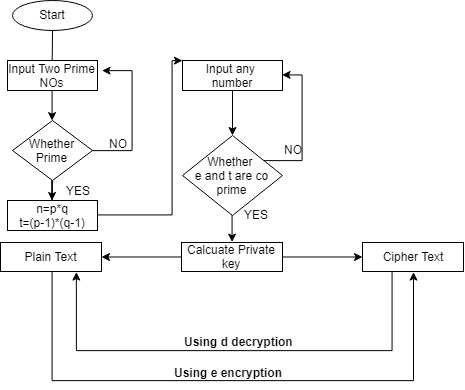 Start
Input Two Prime
NOs
Whether
Prime
NO
YES
n=p*q
t=(p-1)*(q-1)
Input any
number
Whether
e and t are co
prime
NO
YES
Calcuate Private
key
Plain Text
Cipher Text
Using d decryption
Using e encryption